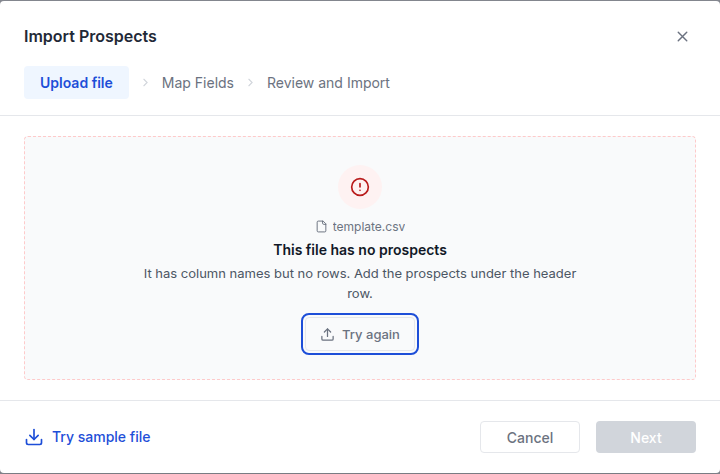 Import Prospects
Upload file
Map Fields
Review and Import
template.csv
This file has no prospects
It has column names but no rows. Add the prospects under the header
row.
Try again
Try sample file
Cancel
Next